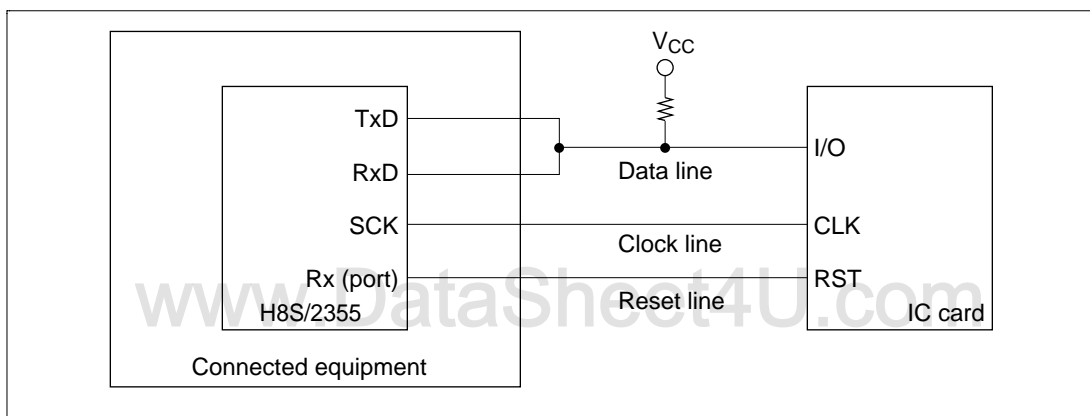 VCC
TxD
I/O
RxD
Data line
SCK
CLK
Clock line
Rx (port)
RST
Reset line
H8S/2355
IC card
www.DataSheet4U.com
Connected equipment